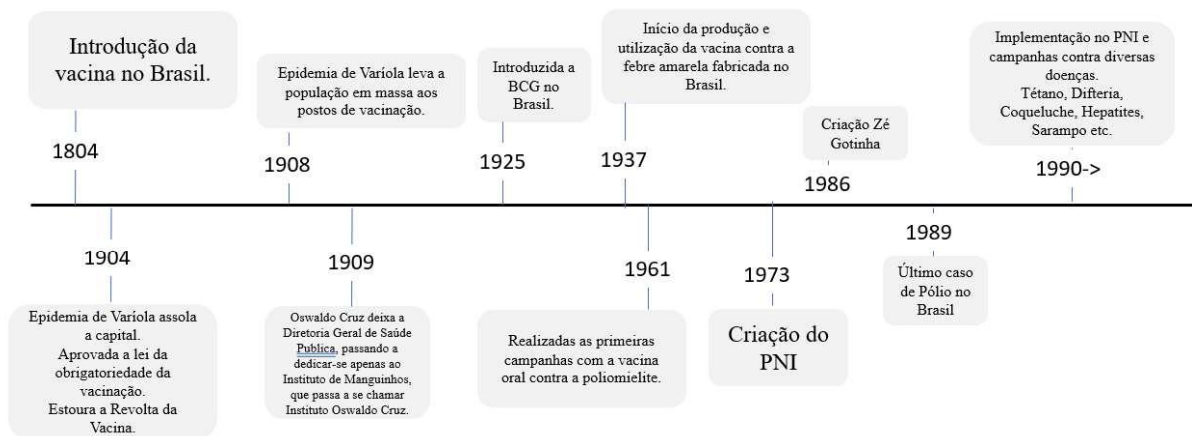 Introdução da
vacina no Brasil.
1804
Epidemia de Varíola leva a
população em massa aos
postos de vacinação.
1908
Introduzida a
BCG no
Brasil.
1925
Início da produção e
utilização da vacina contra a
febre amarela fabricada no
Brasil.
1937
Criação Zé
Gotinha
1986
Implementação no PNI e
campanhas contra diversas
doenças.
Tétano, Difteria,
Coqueluche, Hepatites,
Sarampo etc.
1990->
1904
Epidemia de Varíola assola a
capital.
Aprovada a lei da
obrigatoriedade da
vacinação.
Estoura a Revolta da
Vacina.
1909
Oswaldo Cruz deixa a
Diretoria Geral de Saúde
Publica, passando a
dedicar-se apenas ao
Instituto de Manguinhos,
que passa a se chamar
Instituto Oswaldo Cruz.
1961
Realizadas as primeiras
campanhas com a vacina
oral contra a poliomielite.
1973
Criação do
PNI
1989
Último caso
de Pólio no
Brasil